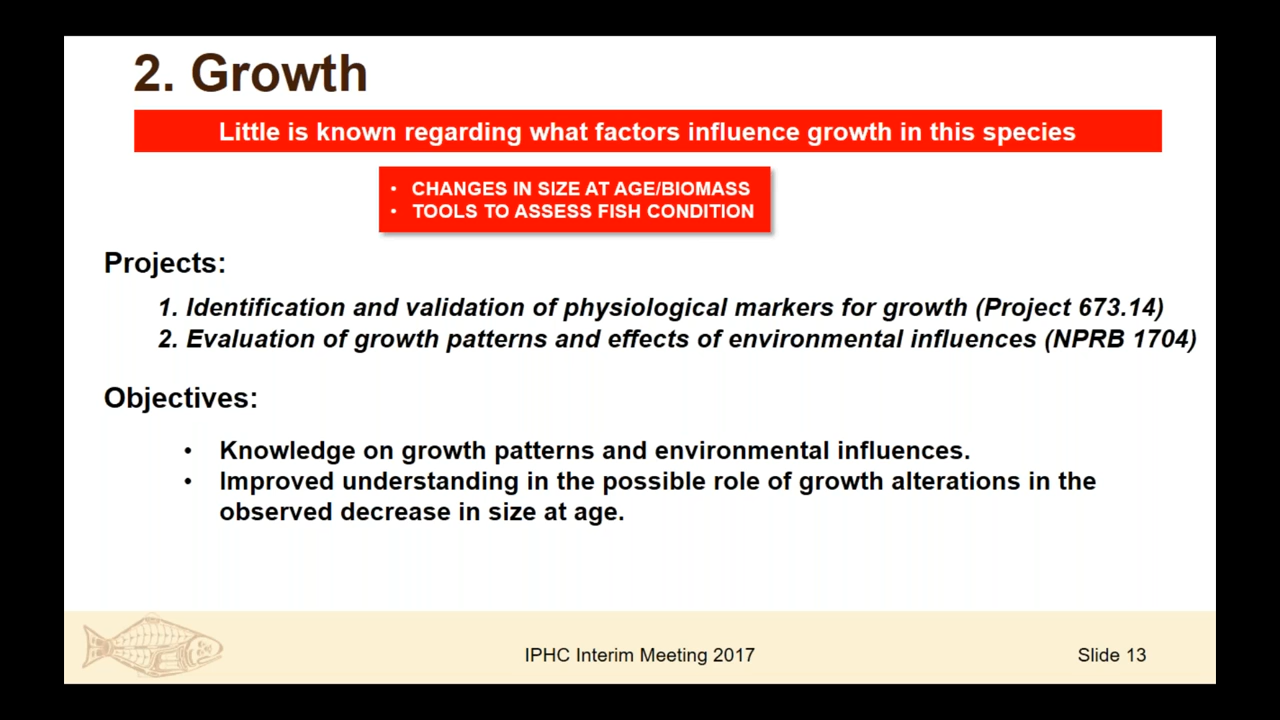 2. Growth
Little is known regarding what factors influence growth in this species
• CHANGES IN SIZE AT AGE/BIOMASS
• TOOLS TO ASSESS FISH CONDITION
Projects:
1. Identification and validation of physiological markers for growth (Project 673.14)
2. Evaluation of growth patterns and effects of environmental influences (NPRB 1704)
Objectives:
• Knowledge on growth patterns and environmental influences.
• Improved understanding in the possible role of growth alterations in the
observed decrease in size at age.
IPHC Interim Meeting 2017
Slide 13